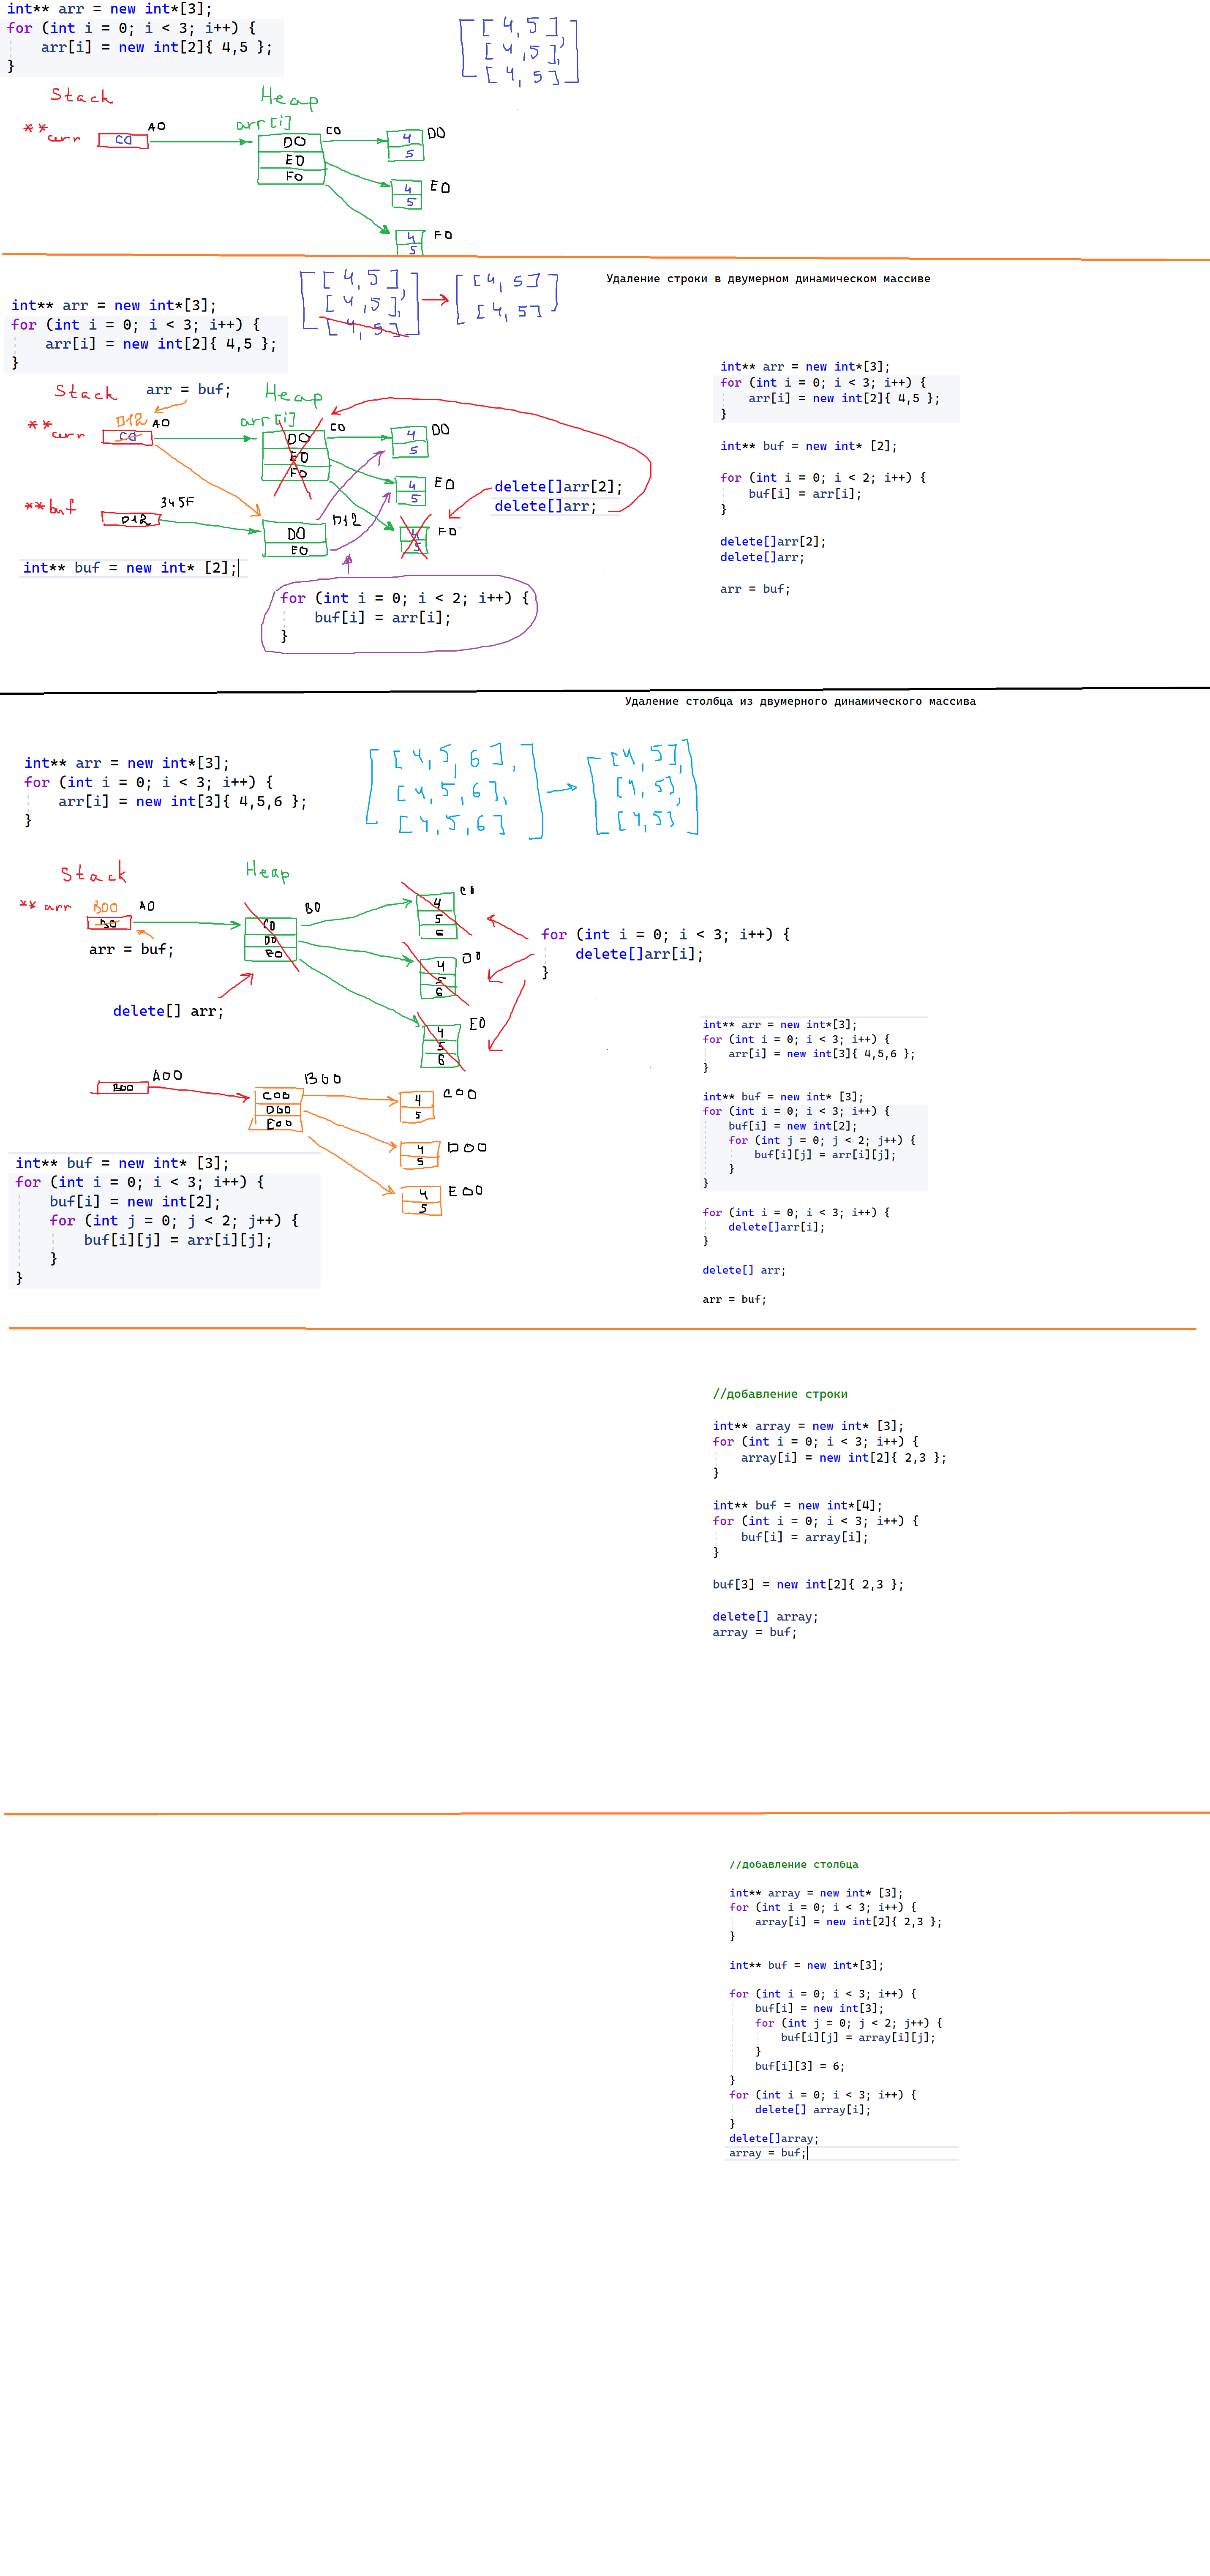 int** arr = new int*[3];
for (int i = 0; i < 3; i++) {
arr[i] = new int[2]{ 4,5 };
}
[ 4, 5 ],
[ 4, 5 ],
[ 4, 5 ]
Stack
Heap
** arr
C0
A0
arr[i]
D0
E0
F0
C0
4
5
D0
4
5
E0
4
5
F0
Удаление строки в двумерном динамическом массиве
[ 4, 5 ],
[ 4, 5 ],
[ 4, 5 ]
[4, 5]
[4, 5]
int** arr = new int*[3];
for (int i = 0; i < 3; i++) {
arr[i] = new int[2]{ 4,5 };
}
Stack
arr = buf;
Heap
** arr
D12
C0
A0
arr[i]
D0
E0
F0
C0
4
5
D0
4
5
E0
4
5
F0
delete[]arr[2];
delete[]arr;
**buf
345F
D12
D0
E0
D12
int** buf = new int* [2];
for (int i = 0; i < 2; i++) {
buf[i] = arr[i];
}
int** arr = new int*[3];
for (int i = 0; i < 3; i++) {
arr[i] = new int[2]{ 4,5 };
}
int** buf = new int* [2];
for (int i = 0; i < 2; i++) {
buf[i] = arr[i];
}
delete[]arr[2];
delete[]arr;
arr = buf;
Удаление столбца из двумерного динамического массива
int** arr = new int*[3];
for (int i = 0; i < 3; i++) {
arr[i] = new int[3]{ 4,5,6 };
}
[ 4, 5, 6 ],
[ 4, 5, 6 ],
[ 4, 5, 6 ]
[4, 5],
[4, 5],
[4, 5]
Stack
Heap
** arr
B00
B0
A0
arr = buf;
C0
D0
E0
B0
4
5
6
C0
4
5
6
D0
4
5
6
E0
for (int i = 0; i < 3; i++) {
delete[]arr[i];
}
delete[] arr;
B00
A00
C00
D00
E00
B00
4
5
C00
4
5
D00
4
5
E00
int** buf = new int* [3];
for (int i = 0; i < 3; i++) {
buf[i] = new int[2];
for (int j = 0; j < 2; j++) {
buf[i][j] = arr[i][j];
}
}
int** arr = new int*[3];
for (int i = 0; i < 3; i++) {
arr[i] = new int[3]{ 4,5,6 };
}
int** buf = new int* [3];
for (int i = 0; i < 3; i++) {
buf[i] = new int[2];
for (int j = 0; j < 2; j++) {
buf[i][j] = arr[i][j];
}
}
for (int i = 0; i < 3; i++) {
delete[]arr[i];
}
delete[] arr;
arr = buf;
//добавление строки
int** array = new int* [3];
for (int i = 0; i < 3; i++) {
array[i] = new int[2]{ 2,3 };
}
int** buf = new int*[4];
for (int i = 0; i < 3; i++) {
buf[i] = array[i];
}
buf[3] = new int[2]{ 2,3 };
delete[] array;
array = buf;
//добавление столбца
int** array = new int* [3];
for (int i = 0; i < 3; i++) {
array[i] = new int[2]{ 2,3 };
}
int** buf = new int*[3];
for (int i = 0; i < 3; i++) {
buf[i] = new int[3];
for (int j = 0; j < 2; j++) {
buf[i][j] = array[i][j];
}
buf[i][3] = 6;
}
for (int i = 0; i < 3; i++) {
delete[] array[i];
}
delete[]array;
array = buf;